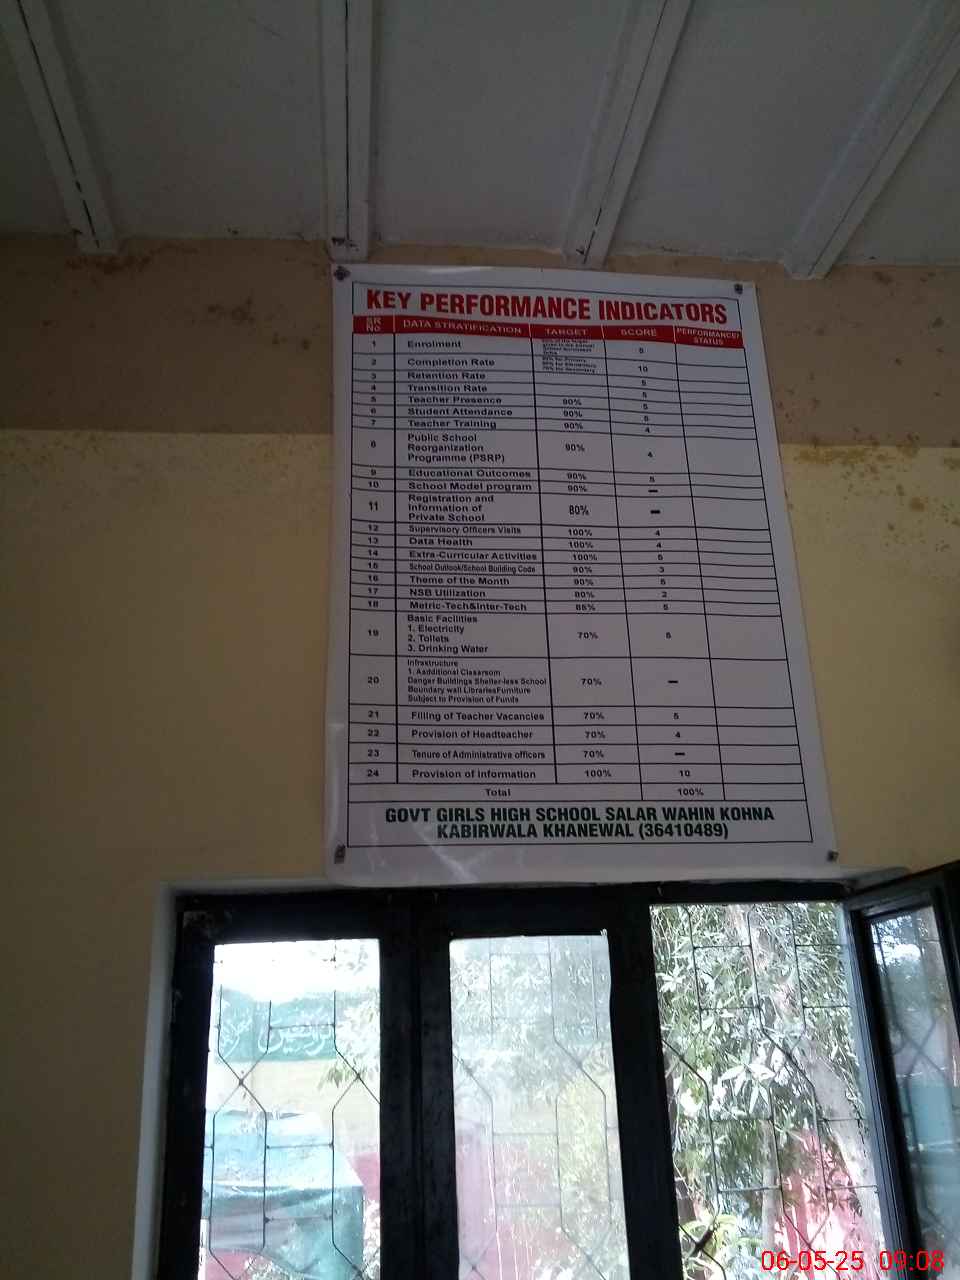 KEY PERFORMANCE INDICATORS
SR No DATA STRATIFICATION TARGET SCORE PERFORMANCE/ STATUS
1 Enrolment 5
2 Completion Rate 10
3 Retention Rate 5
4 Transition Rate 5
5 Teacher Presence 90% 5
6 Student Attendance 90% 5
7 Teacher Training 90% 4
8 Public School
Reorganization 90% 4
Programme (PSRP)
9 Educational Outcomes 90% 5
10 School Model program 90% –
Registration and
11 Information of 80% –
Private School
12 Supervisory Officers Visits 100% 4
13 Data Health 100% 4
14 Extra-Curricular Activities 100% 5
15 School Outlook/School Building Code 90% 3
16 Theme of the Month 90% 5
17 NSB Utilization 80% 2
18 Metric-Tech&Inter-Tech 85% 5
Basic Facilities
1. Electricity
19 2. Toilets 70% 5
3. Drinking Water
Infrastructure
1. Aadditional Classroom
20 Danger Buildings Shelter-less School 70% –
Boundary wall LibrariesFurniture
Subject to Provision of Funds
21 Filling of Teacher Vacancies 70% 5
22 Provision of Headteacher 70% 4
23 Tenure of Administrative officers 70% –
24 Provision of information 100% 10
Total 100%
GOVT GIRLS HIGH SCHOOL SALAR WAHIN KOHNA
KABIRWALA KHANEWAL (36410489)
06-05-25 09:08